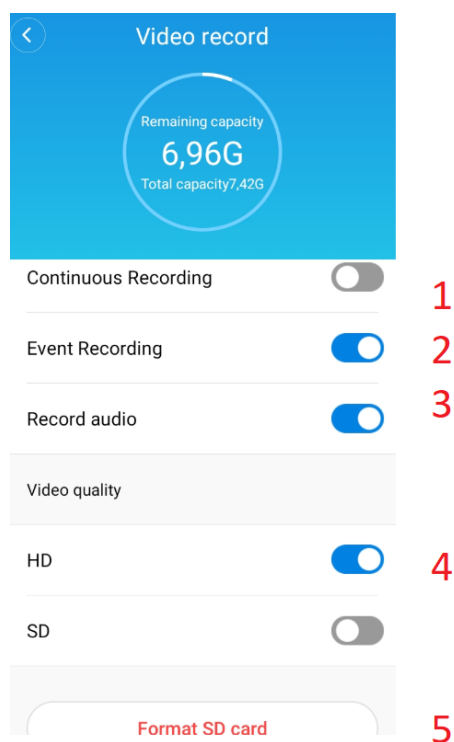 Video record
Remaining capacity
6,96G
Total capacity7,42G
Continuous Recording
1
Event Recording
2
Record audio
3
Video quality
HD
4
SD
Format SD card
5